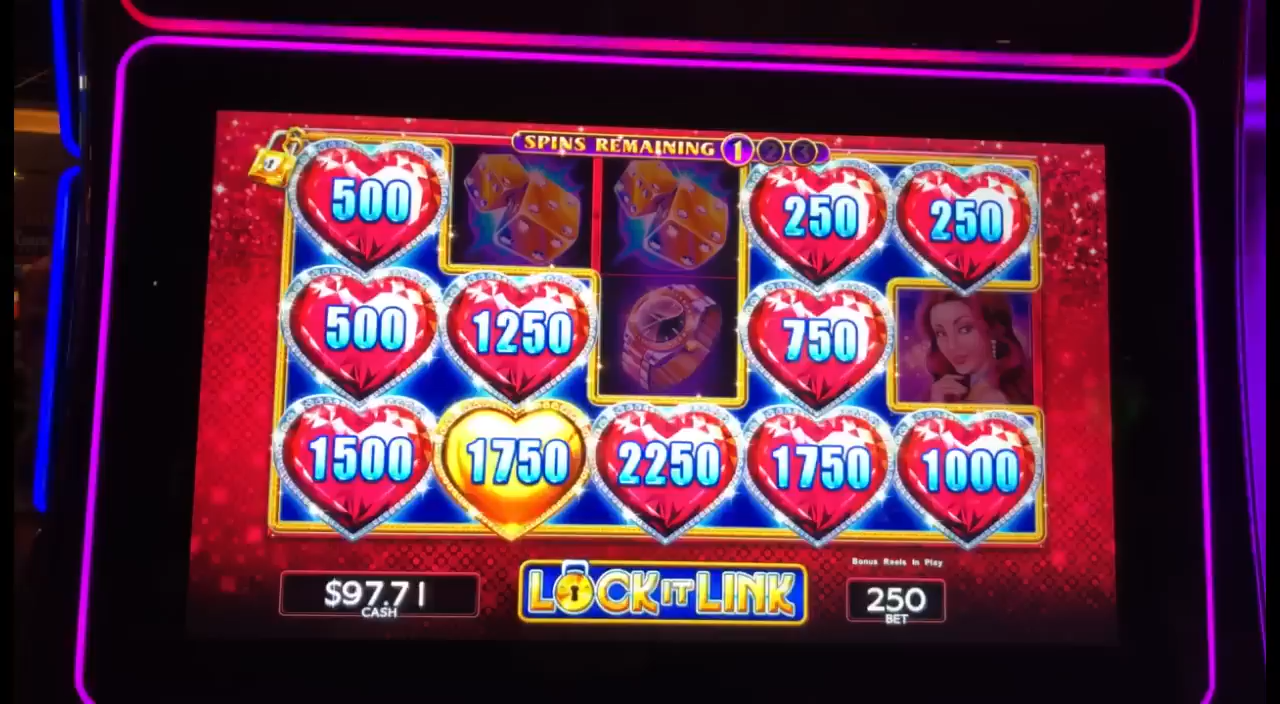 SPINS REMAINING 1 2 3
500 250 250
500 1250 750
1500 1750 2250 1750 1000
Bonus Reels In Play
$97.71 LOCK IT LINK 250
CASH BET